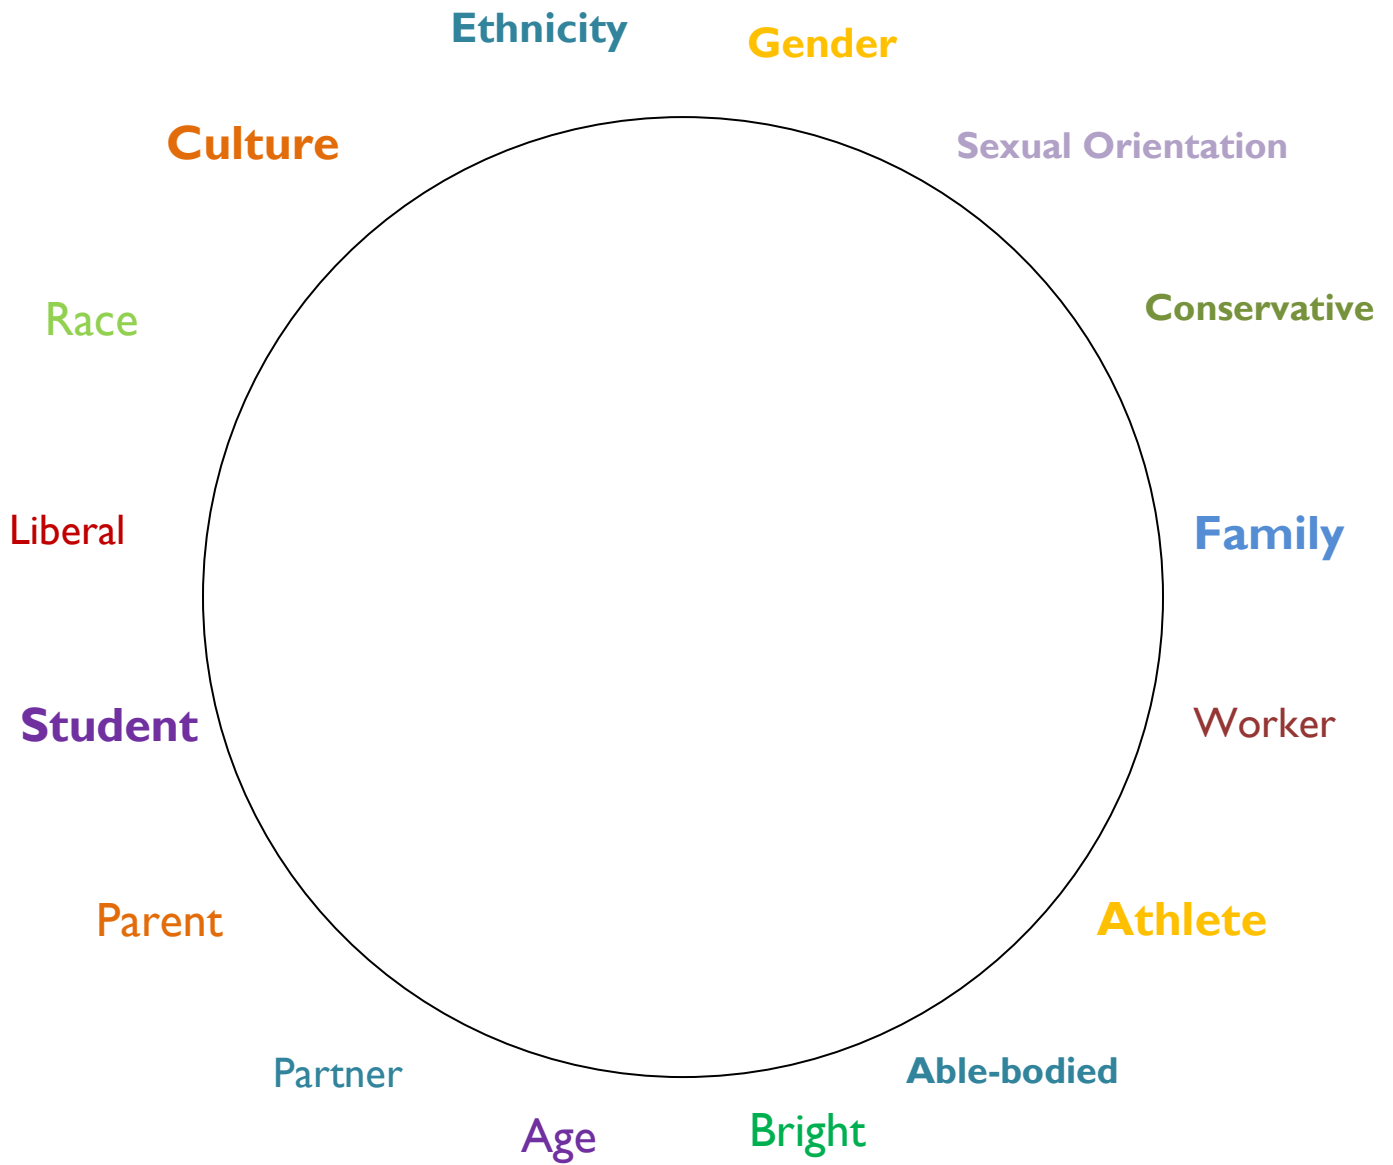 Ethnicity
Gender
Culture
Sexual Orientation
Race
Conservative
Liberal
Family
Student
Worker
Parent
Athlete
Partner
Able-bodied
Age
Bright